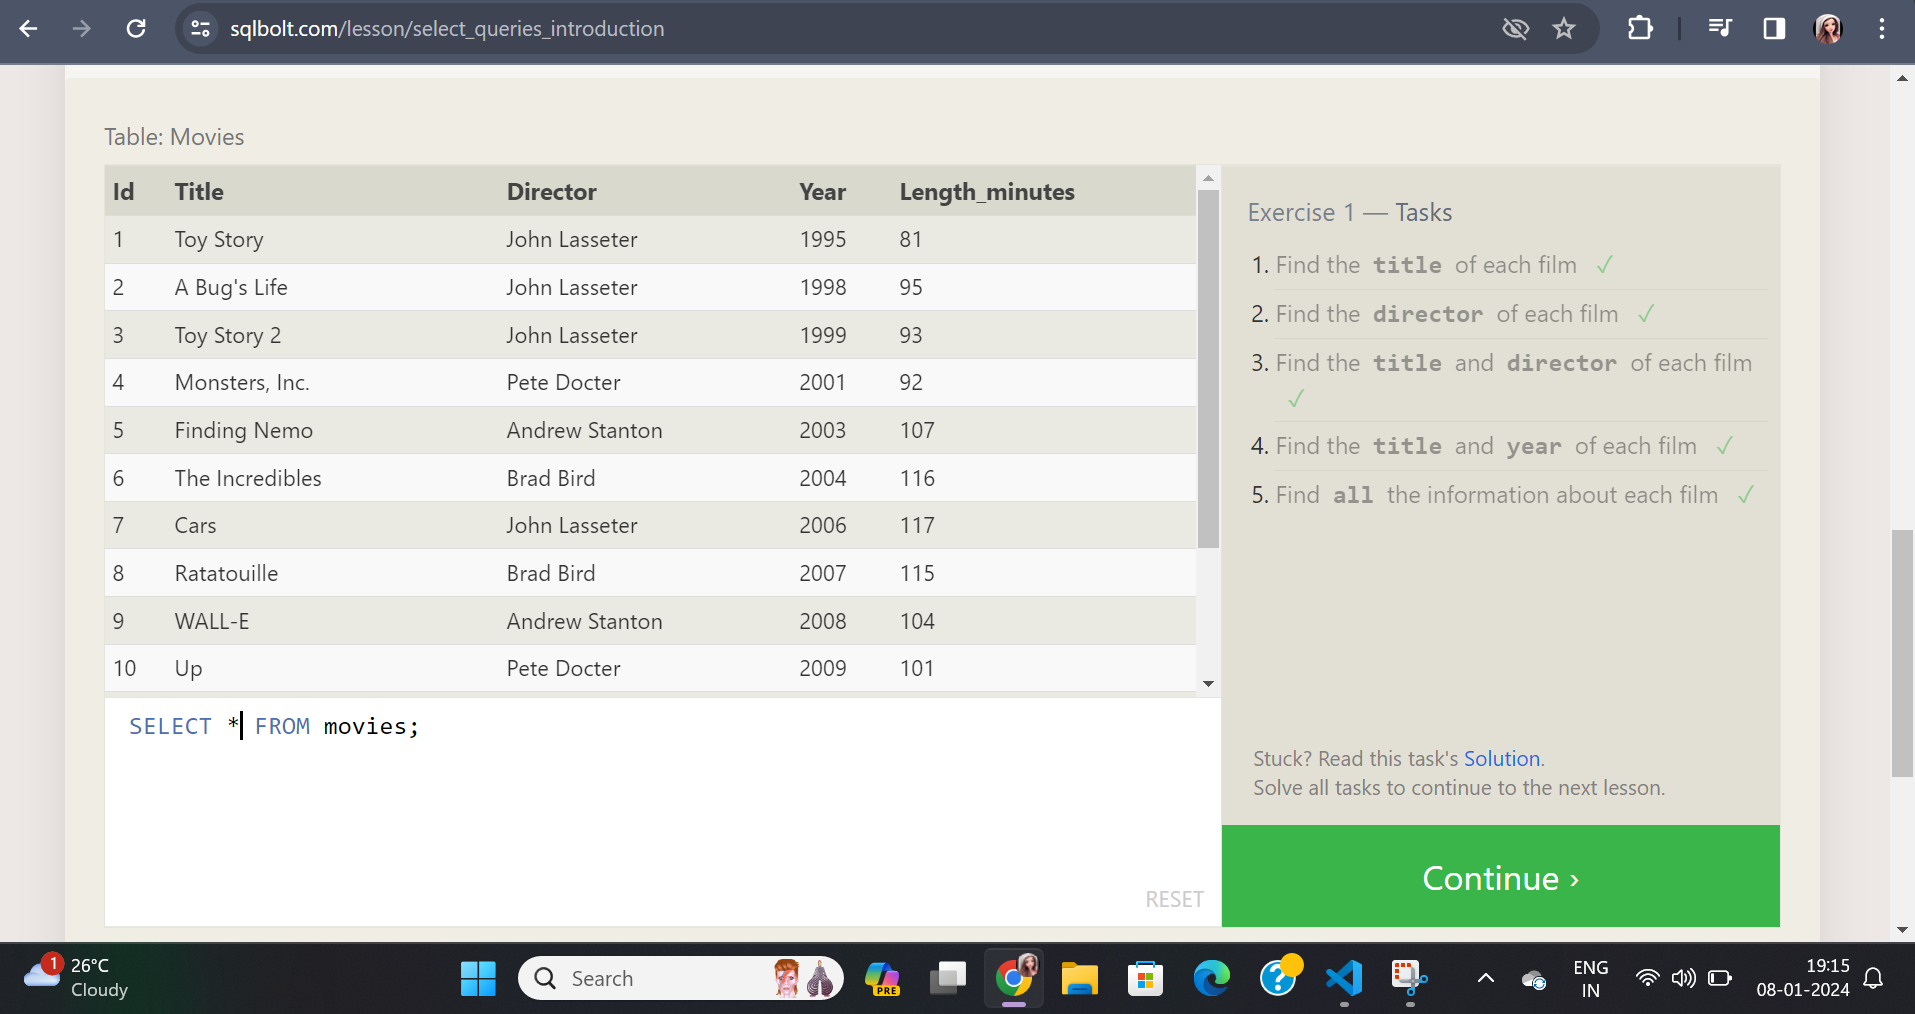 sqlbolt.com/lesson/select_queries_introduction
Table: Movies
Id Title Director Year Length_minutes
1 Toy Story John Lasseter 1995 81
2 A Bug's Life John Lasseter 1998 95
3 Toy Story 2 John Lasseter 1999 93
4 Monsters, Inc. Pete Docter 2001 92
5 Finding Nemo Andrew Stanton 2003 107
6 The Incredibles Brad Bird 2004 116
7 Cars John Lasseter 2006 117
8 Ratatouille Brad Bird 2007 115
9 WALL-E Andrew Stanton 2008 104
10 Up Pete Docter 2009 101
SELECT * FROM movies;
RESET
Exercise 1 — Tasks
1. Find the title of each film ✓
2. Find the director of each film ✓
3. Find the title and director of each film
✓
4. Find the title and year of each film ✓
5. Find all the information about each film ✓
Stuck? Read this task's Solution.
Solve all tasks to continue to the next lesson.
Continue ›
1
26°C
Cloudy
Search
PRE
ENG
IN
19:15
08-01-2024